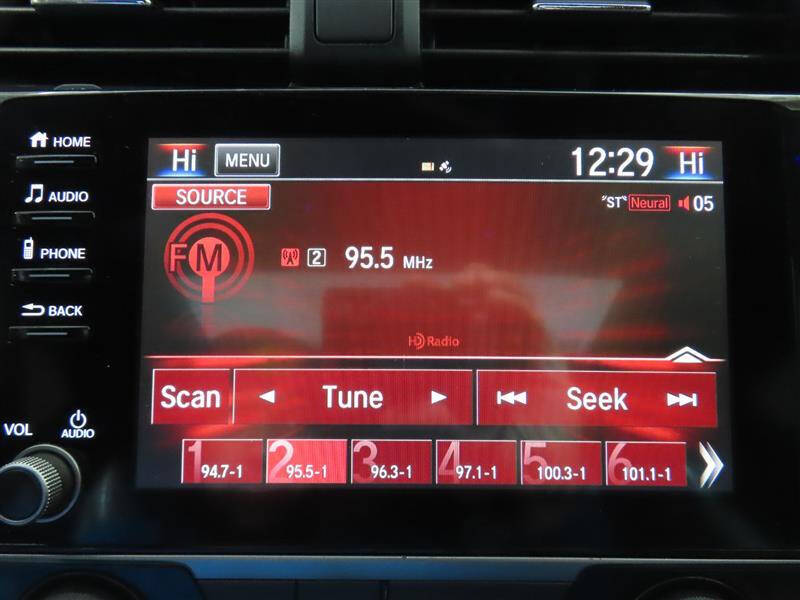 HOME
Hi MENU 12:29 Hi
AUDIO
SOURCE "ST" Neural 05
PHONE
FM 2 95.5 MHz
BACK
HD Radio
Scan Tune Seek
VOL AUDIO
1 94.7-1 2 95.5-1 3 96.3-1 4 97.1-1 5 100.3-1 6 101.1-1